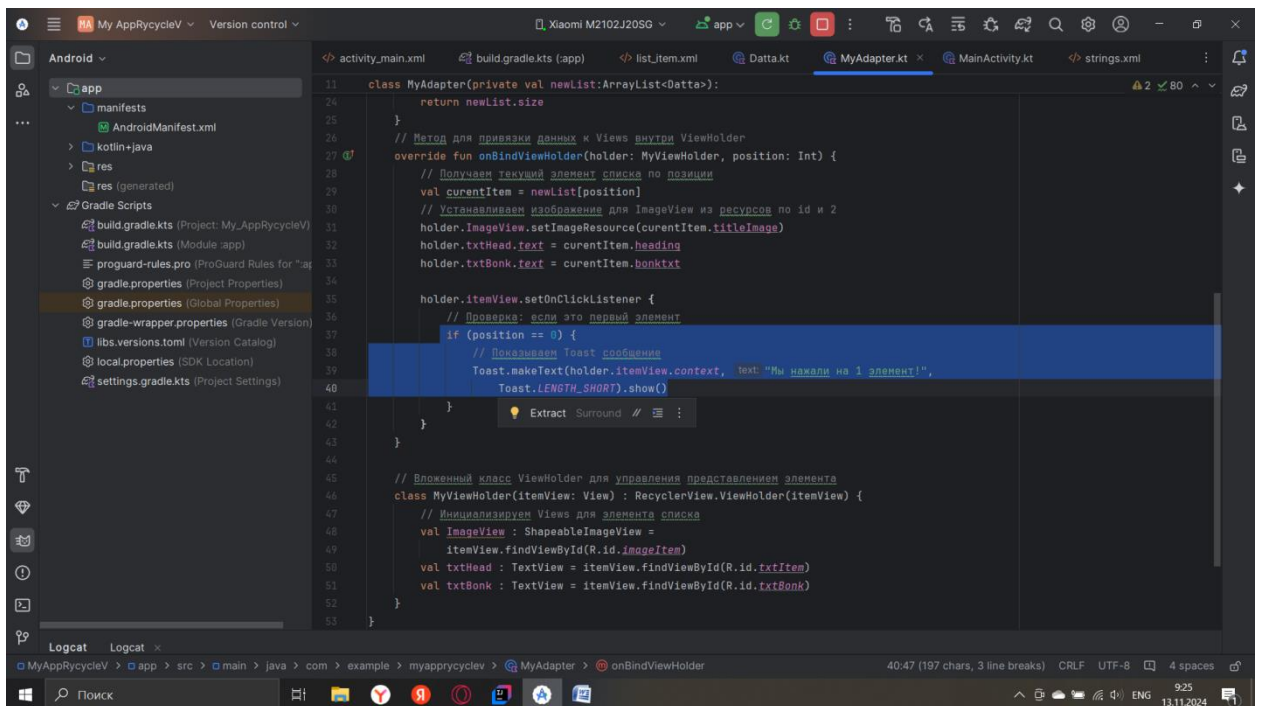 MA My AppRycycleV Version control Xiaomi M2102J20SG app
Android
activity_main.xml build.gradle.kts (:app) list_item.xml Datta.kt MyAdapter.kt MainActivity.kt strings.xml
app
manifests
AndroidManifest.xml
kotlin+java
res
res (generated)
Gradle Scripts
build.gradle.kts (Project: My_AppRycycleV)
build.gradle.kts (Module :app)
proguard-rules.pro (ProGuard Rules for ":ap
gradle.properties (Project Properties)
gradle.properties (Global Properties)
gradle-wrapper.properties (Gradle Version)
libs.versions.toml (Version Catalog)
local.properties (SDK Location)
settings.gradle.kts (Project Settings)
11 class MyAdapter(private val newList:ArrayList<Datta>): 2 80
24 return newList.size
25 }
26 // Метод для привязки данных к Views внутри ViewHolder
27 override fun onBindViewHolder(holder: MyViewHolder, position: Int) {
28 // Получаем текущий элемент списка по позиции
29 val curentItem = newList[position]
30 // Устанавливаем изображение для ImageView из ресурсов по id и 2
31 holder.ImageView.setImageResource(curentItem.titleImage)
32 holder.txtHead.text = curentItem.heading
33 holder.txtBonk.text = curentItem.bonktxt
34
35 holder.itemView.setOnClickListener {
36 // Проверка: если это первый элемент
37 if (position == 0) {
38 // Показываем Toast сообщение
39 Toast.makeText(holder.itemView.context, text: "Мы нажали на 1 элемент!",
40 Toast.LENGTH_SHORT).show()
41 }
Extract Surround //
42 }
43 }
44
45 // Вложенный класс ViewHolder для управления представлением элемента
46 class MyViewHolder(itemView: View) : RecyclerView.ViewHolder(itemView) {
47 // Инициализируем Views для элемента списка
48 val ImageView : ShapeableImageView =
49 itemView.findViewById(R.id.imageItem)
50 val txtHead : TextView = itemView.findViewById(R.id.txtItem)
51 val txtBonk : TextView = itemView.findViewById(R.id.txtBonk)
52 }
53 }
Logcat Logcat
MyAppRycycleV > app > src > main > java > com > example > myapprycyclev > MyAdapter > onBindViewHolder 40:47 (197 chars, 3 line breaks) CRLF UTF-8 4 spaces
Поиск ENG 9:25
13.11.2024